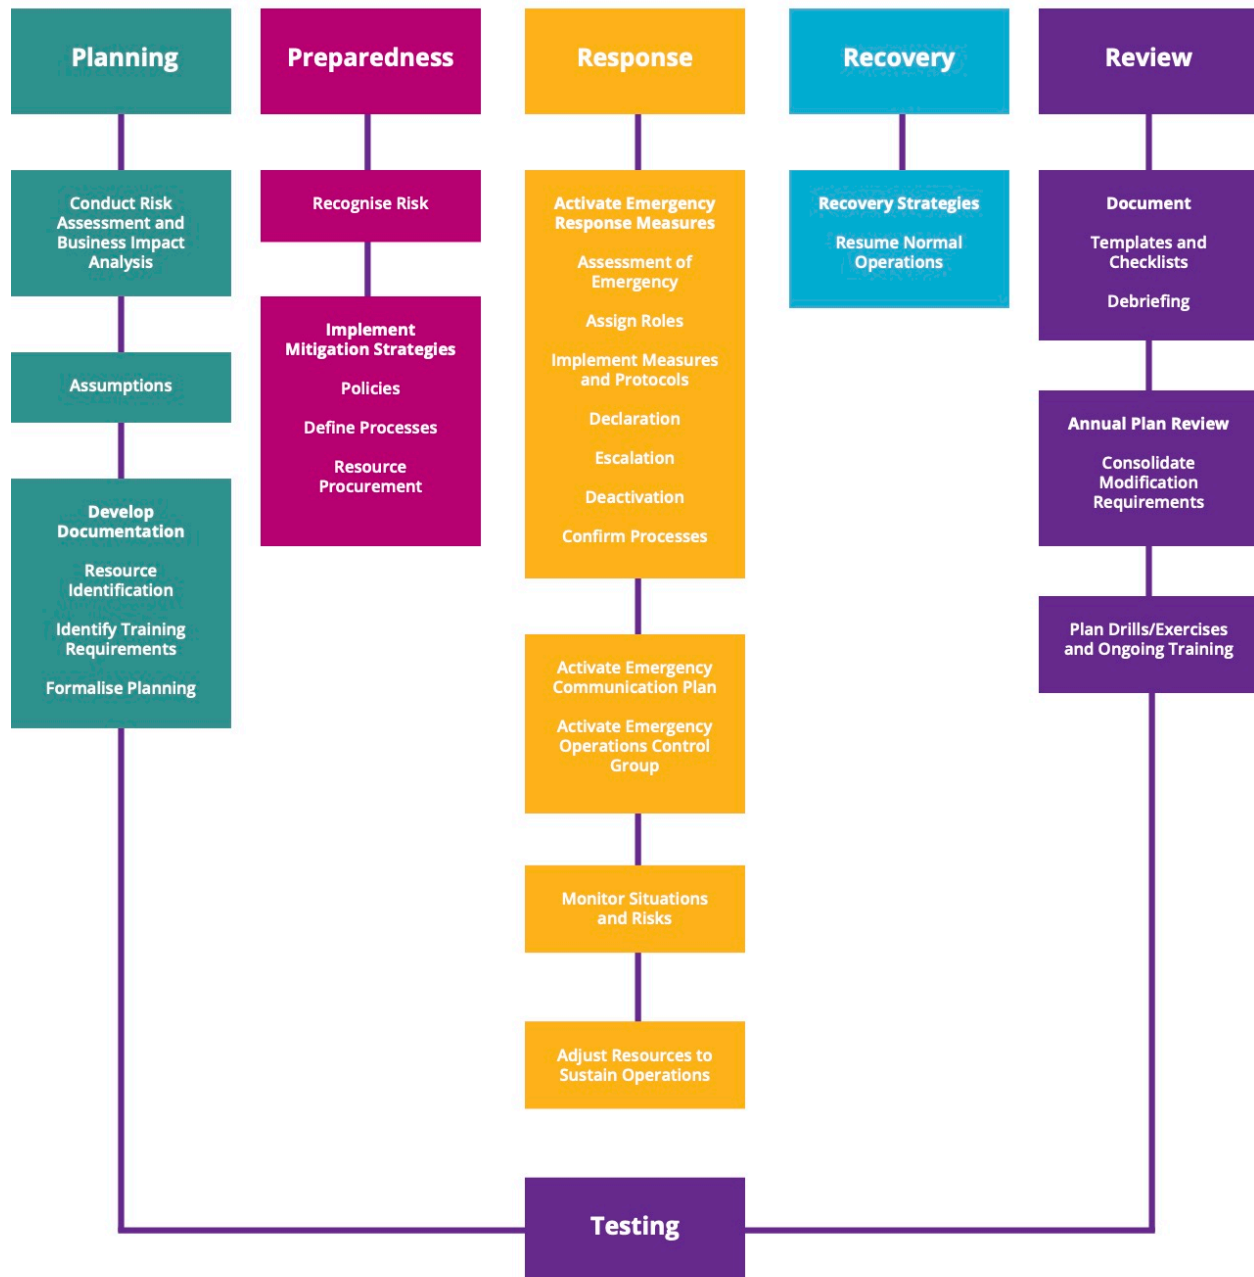 Planning
Conduct Risk
Assessment and
Business Impact
Analysis
Assumptions
Develop
Documentation
Resource
Identification
Identify Training
Requirements
Formalise Planning
Preparedness
Recognise Risk
Implement
Mitigation Strategies
Policies
Define Processes
Resource
Procurement
Response
Activate Emergency
Response Measures
Assessment of
Emergency
Assign Roles
Implement Measures
and Protocols
Declaration
Escalation
Deactivation
Confirm Processes
Activate Emergency
Communication Plan
Activate Emergency
Operations Control
Group
Monitor Situations
and Risks
Adjust Resources to
Sustain Operations
Recovery
Recovery Strategies
Resume Normal
Operations
Review
Document
Templates and
Checklists
Debriefing
Annual Plan Review
Consolidate
Modification
Requirements
Plan Drills/Exercises
and Ongoing Training
Testing